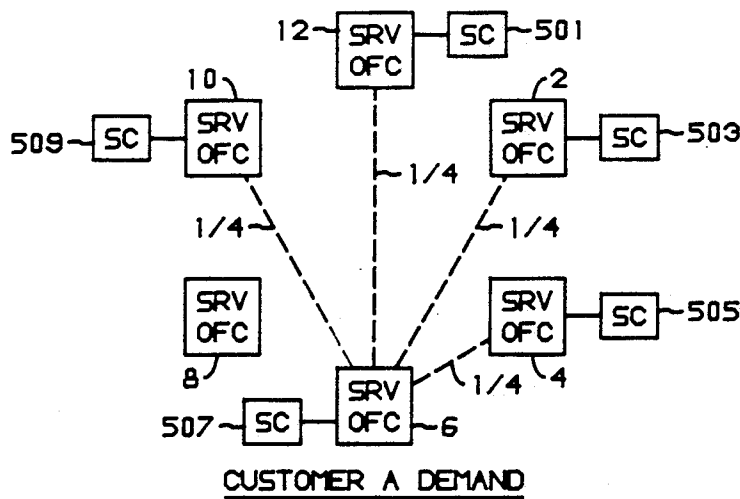 12 SRV OFC SC 501
10 SRV OFC SC 509
2 SRV OFC SC 503
1/4
1/4
1/4
SRV OFC 8
SRV OFC SC 505
4
1/4
507 SC SRV OFC 6
CUSTOMER A DEMAND